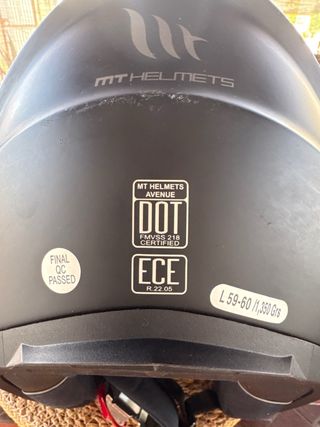 MT HELMETS
MT HELMETS
AVENUE
DOT
FMVSS 218
CERTIFIED
FINAL
QC
PASSED
ECE
R.22.05
L 59-60 /1,350 Grs